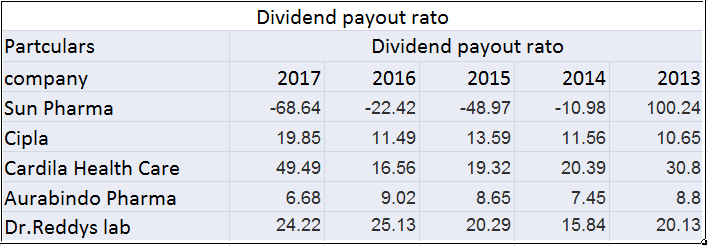 Dividend payout rato
Partculars Dividend payout rato
company 2017 2016 2015 2014 2013
Sun Pharma -68.64 -22.42 -48.97 -10.98 100.24
Cipla 19.85 11.49 13.59 11.56 10.65
Cardila Health Care 49.49 16.56 19.32 20.39 30.8
Aurabindo Pharma 6.68 9.02 8.65 7.45 8.8
Dr.Reddys lab 24.22 25.13 20.29 15.84 20.13